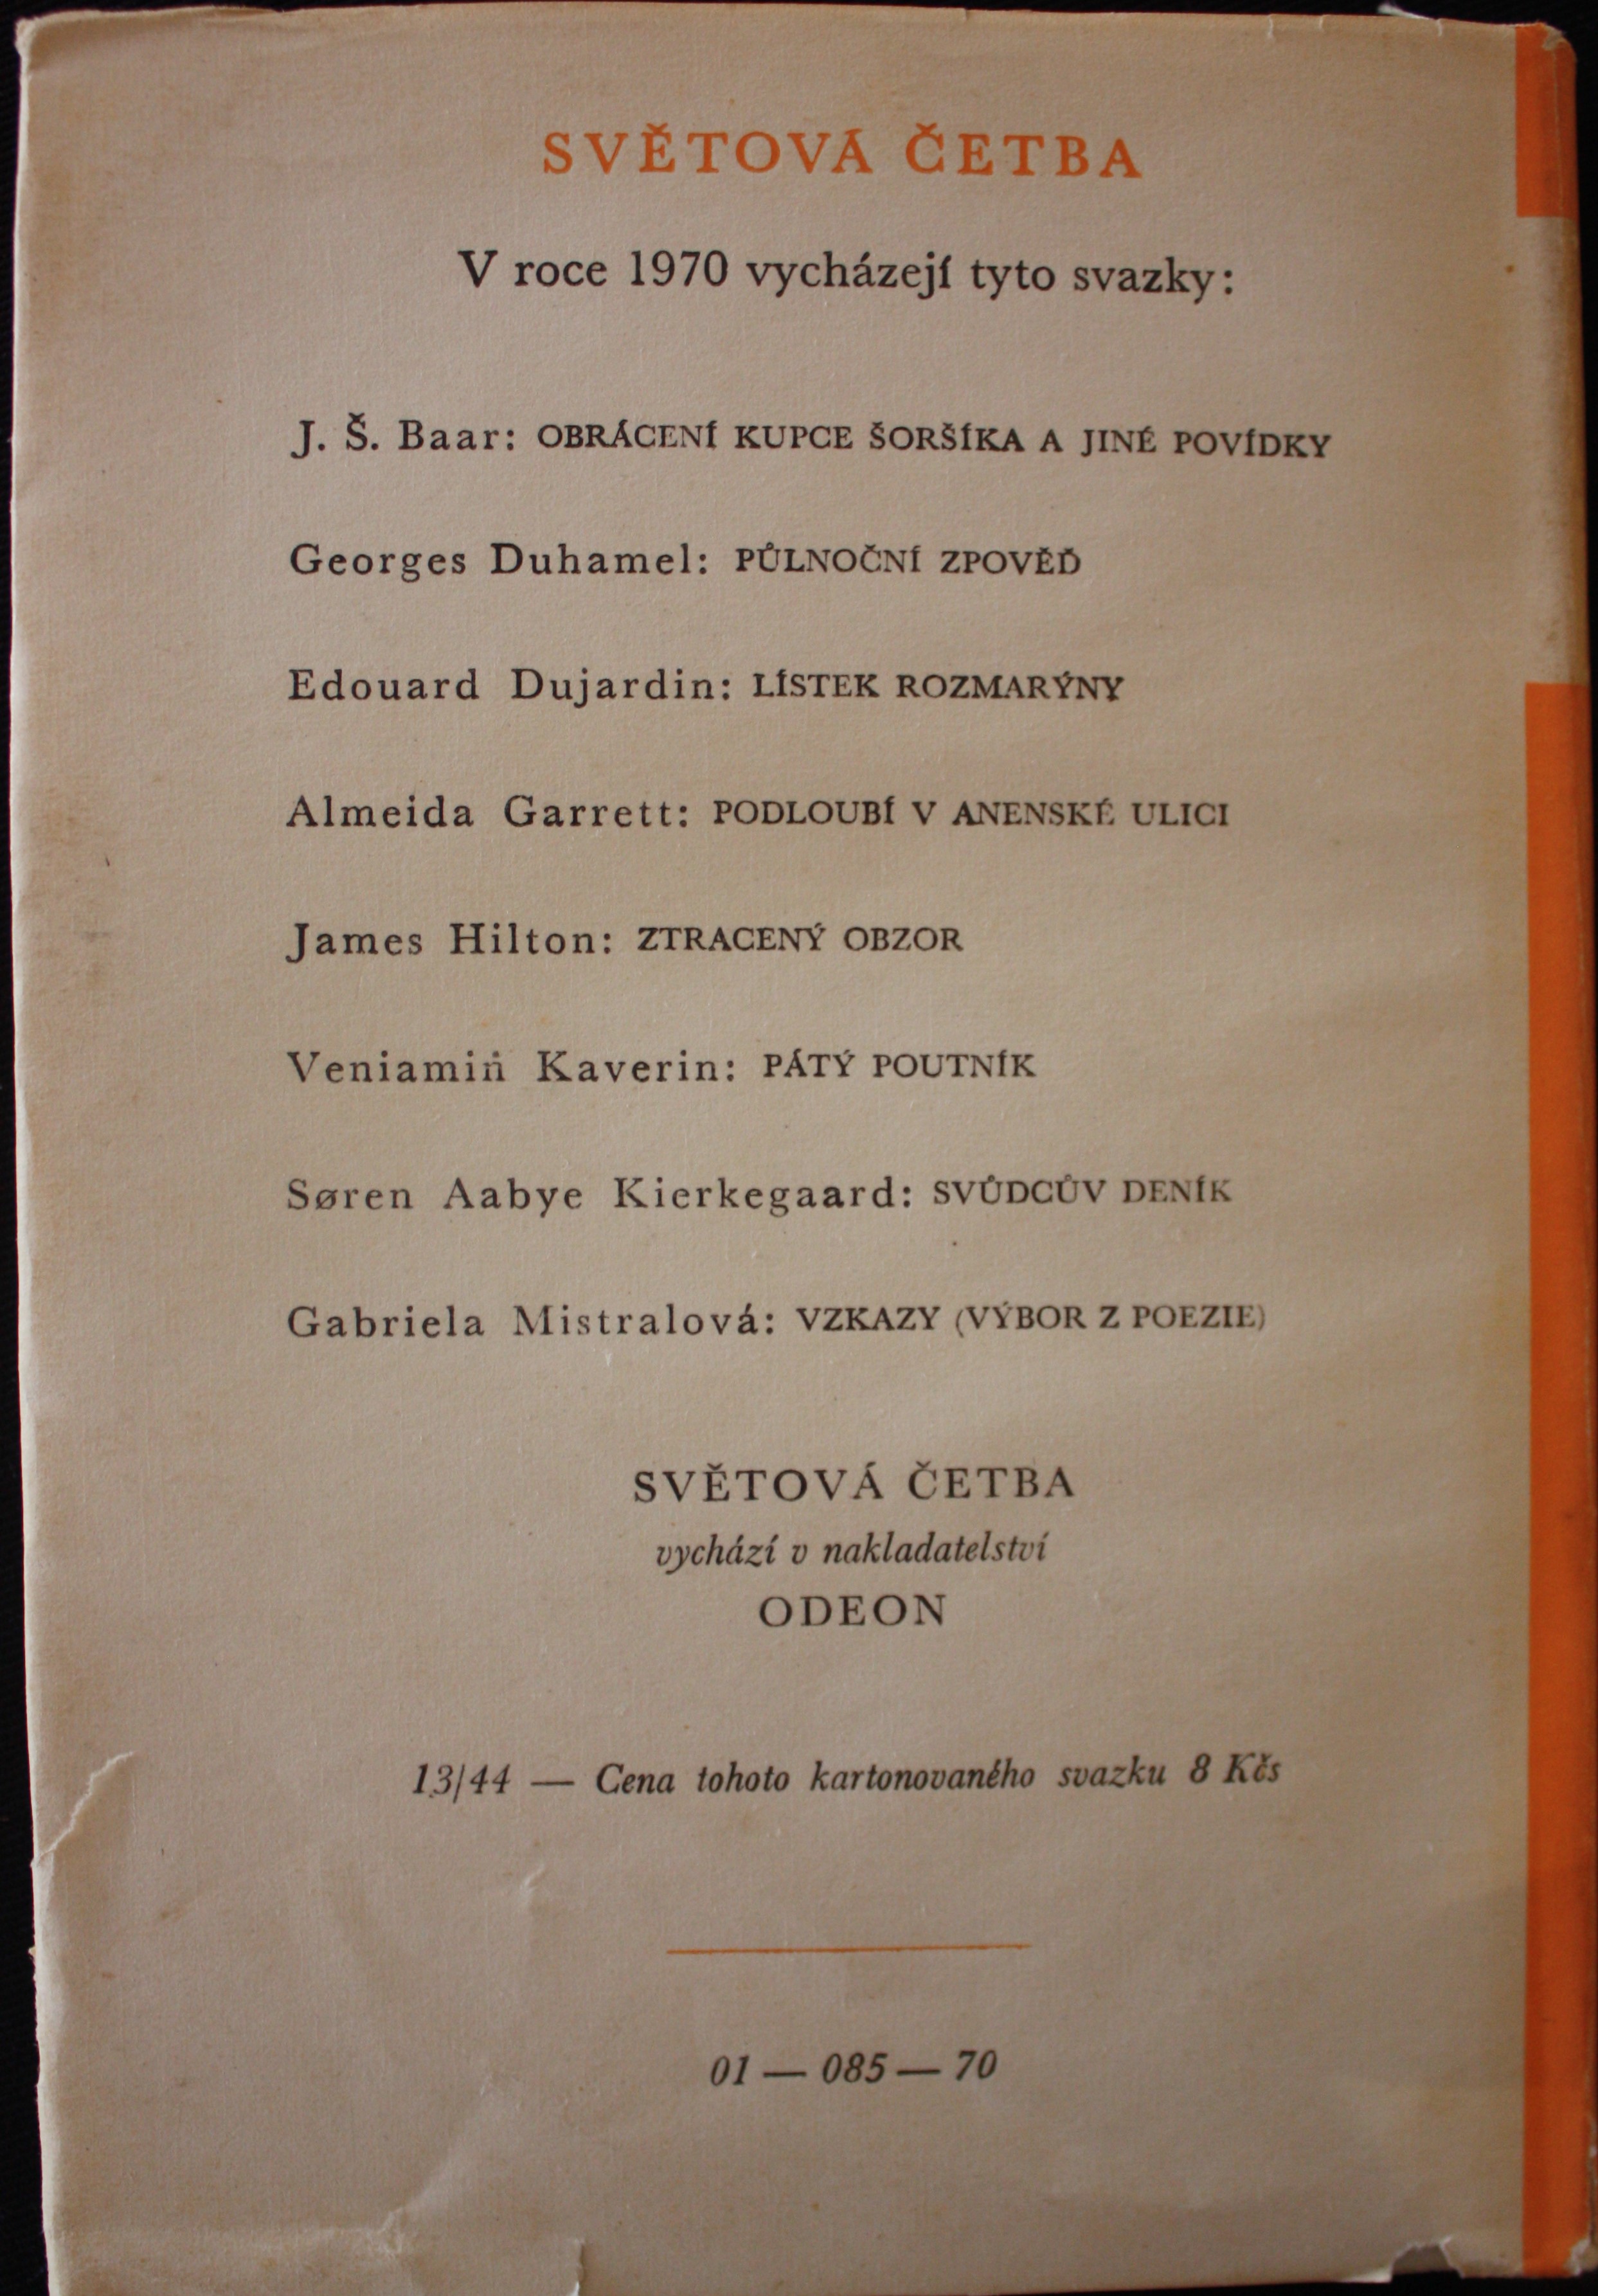 SVĚTOVÁ ČETBA
V roce 1970 vycházejí tyto svazky:
J. Š. Baar: OBRÁCENÍ KUPCE ŠORŠÍKA A JINÉ POVÍDKY
Georges Duhamel: PŮLNOČNÍ ZPOVĚĎ
Edouard Dujardin: LÍSTEK ROZMARÝNY
Almeida Garrett: PODLOUBÍ V ANENSKÉ ULICI
James Hilton: ZTRACENÝ OBZOR
Veniamin Kaverin: PÁTÝ POUTNÍK
Søren Aabye Kierkegaard: SVŮDCŮV DENÍK
Gabriela Mistralová: VZKAZY (VÝBOR Z POEZIE)
SVĚTOVÁ ČETBA
vychází v nakladatelství
ODEON
13/44 — Cena tohoto kartonovaného svazku 8 Kčs
01 — 085 — 70